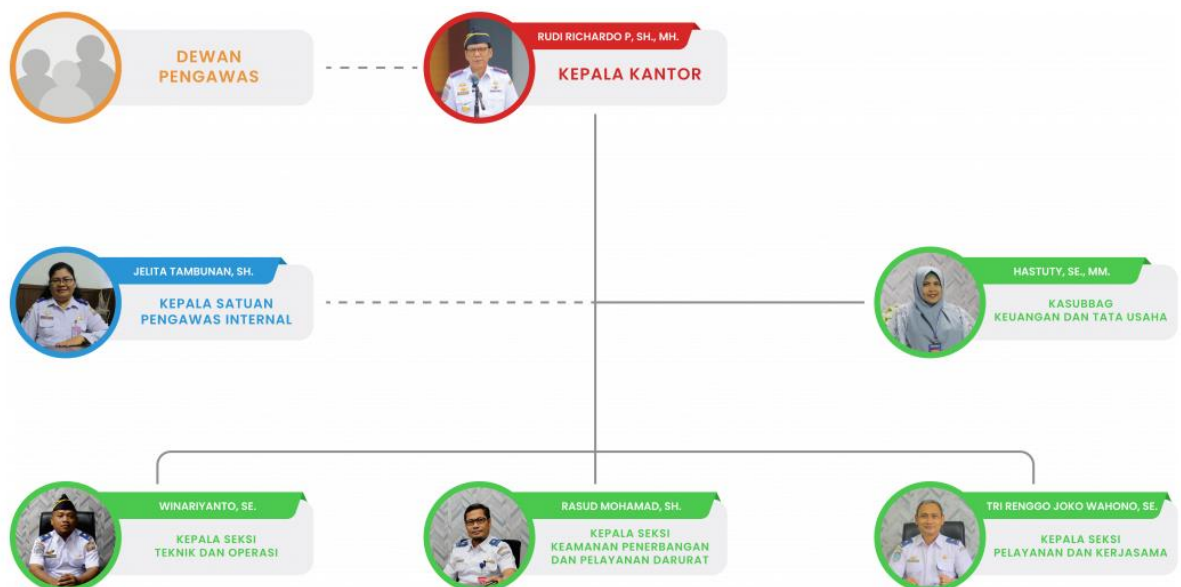 DEWAN
PENGAWAS
RUDI RICHARDO P, SH., MH.
KEPALA KANTOR
JELITA TAMBUNAN, SH.
KEPALA SATUAN
PENGAWAS INTERNAL
HASTUTY, SE., MM.
KASUBBAG
KEUANGAN DAN TATA USAHA
WINARIYANTO, SE.
KEPALA SEKSI
TEKNIK DAN OPERASI
RASUD MOHAMAD, SH.
KEPALA SEKSI
KEAMANAN PENERBANGAN
DAN PELAYANAN DARURAT
TRI RENGGO JOKO WAHONO, SE.
KEPALA SEKSI
PELAYANAN DAN KERJASAMA